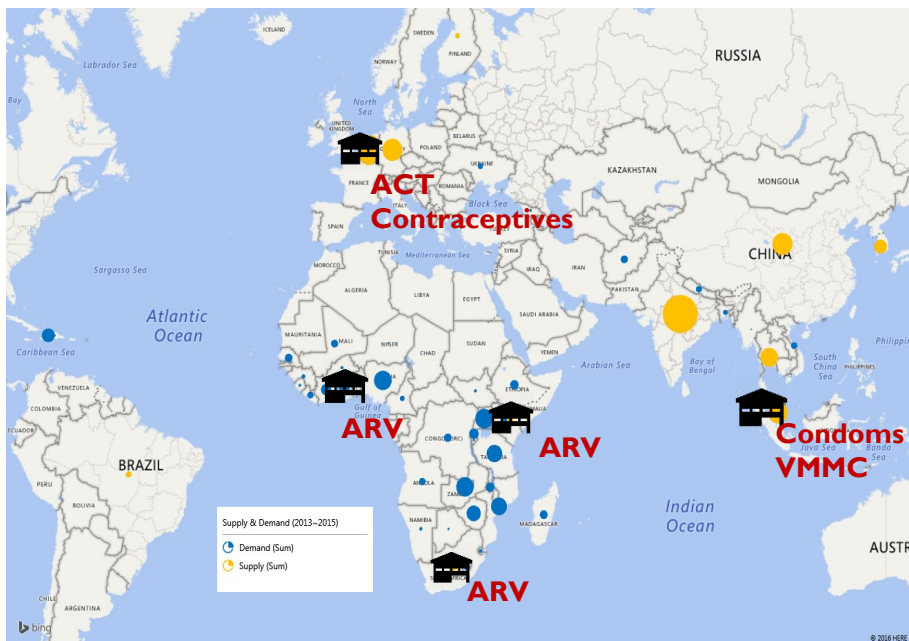 ICELAND
SWEDEN
FINLAND
RUSSIA
Labrador Sea
NORWAY
Bay
North
Sea
UNITED
KINGDOM
BELARUS
POLAND
UKRAINE
KAZAKHSTAN
FRANCE
MONGOLIA
ROMANIA
ACT
ITALY
Black Sea
Contraceptives
SPAIN
SYRIA
CHINA
TUNISIA
Mediterranean Sea
IRAQ
IRAN
MOROCCO
Sargasso Sea
PAKISTAN
ALGERIA
LIBYA
EGYPT
SAUDI ARABIA
Atlantic
Ocean
MAURITANIA
MALI
NIGER
CHAD
SUDAN
YEMEN
Arabian Sea
Bay of
Bengal
South
China
Sea
Philippin
PHILIPPINES
Caribbean Sea
VENEZUELA
COLOMBIA
ETHIOPIA
Gulf of
Guinea
ARV
ARV
ECUADOR
CONGO (DRC)
Condoms
Java Sea
Bando
Sea
VMMC
BRAZIL
PERU
ANGOLA
Indian
Ocean
BOLIVIA
NAMIBIA
MADAGASCAR
Supply & Demand (2013~2015)
Demand (Sum)
Supply (Sum)
AUSTR
CHILE
ARGENTINA
ARV
bing
© 2016 HERE